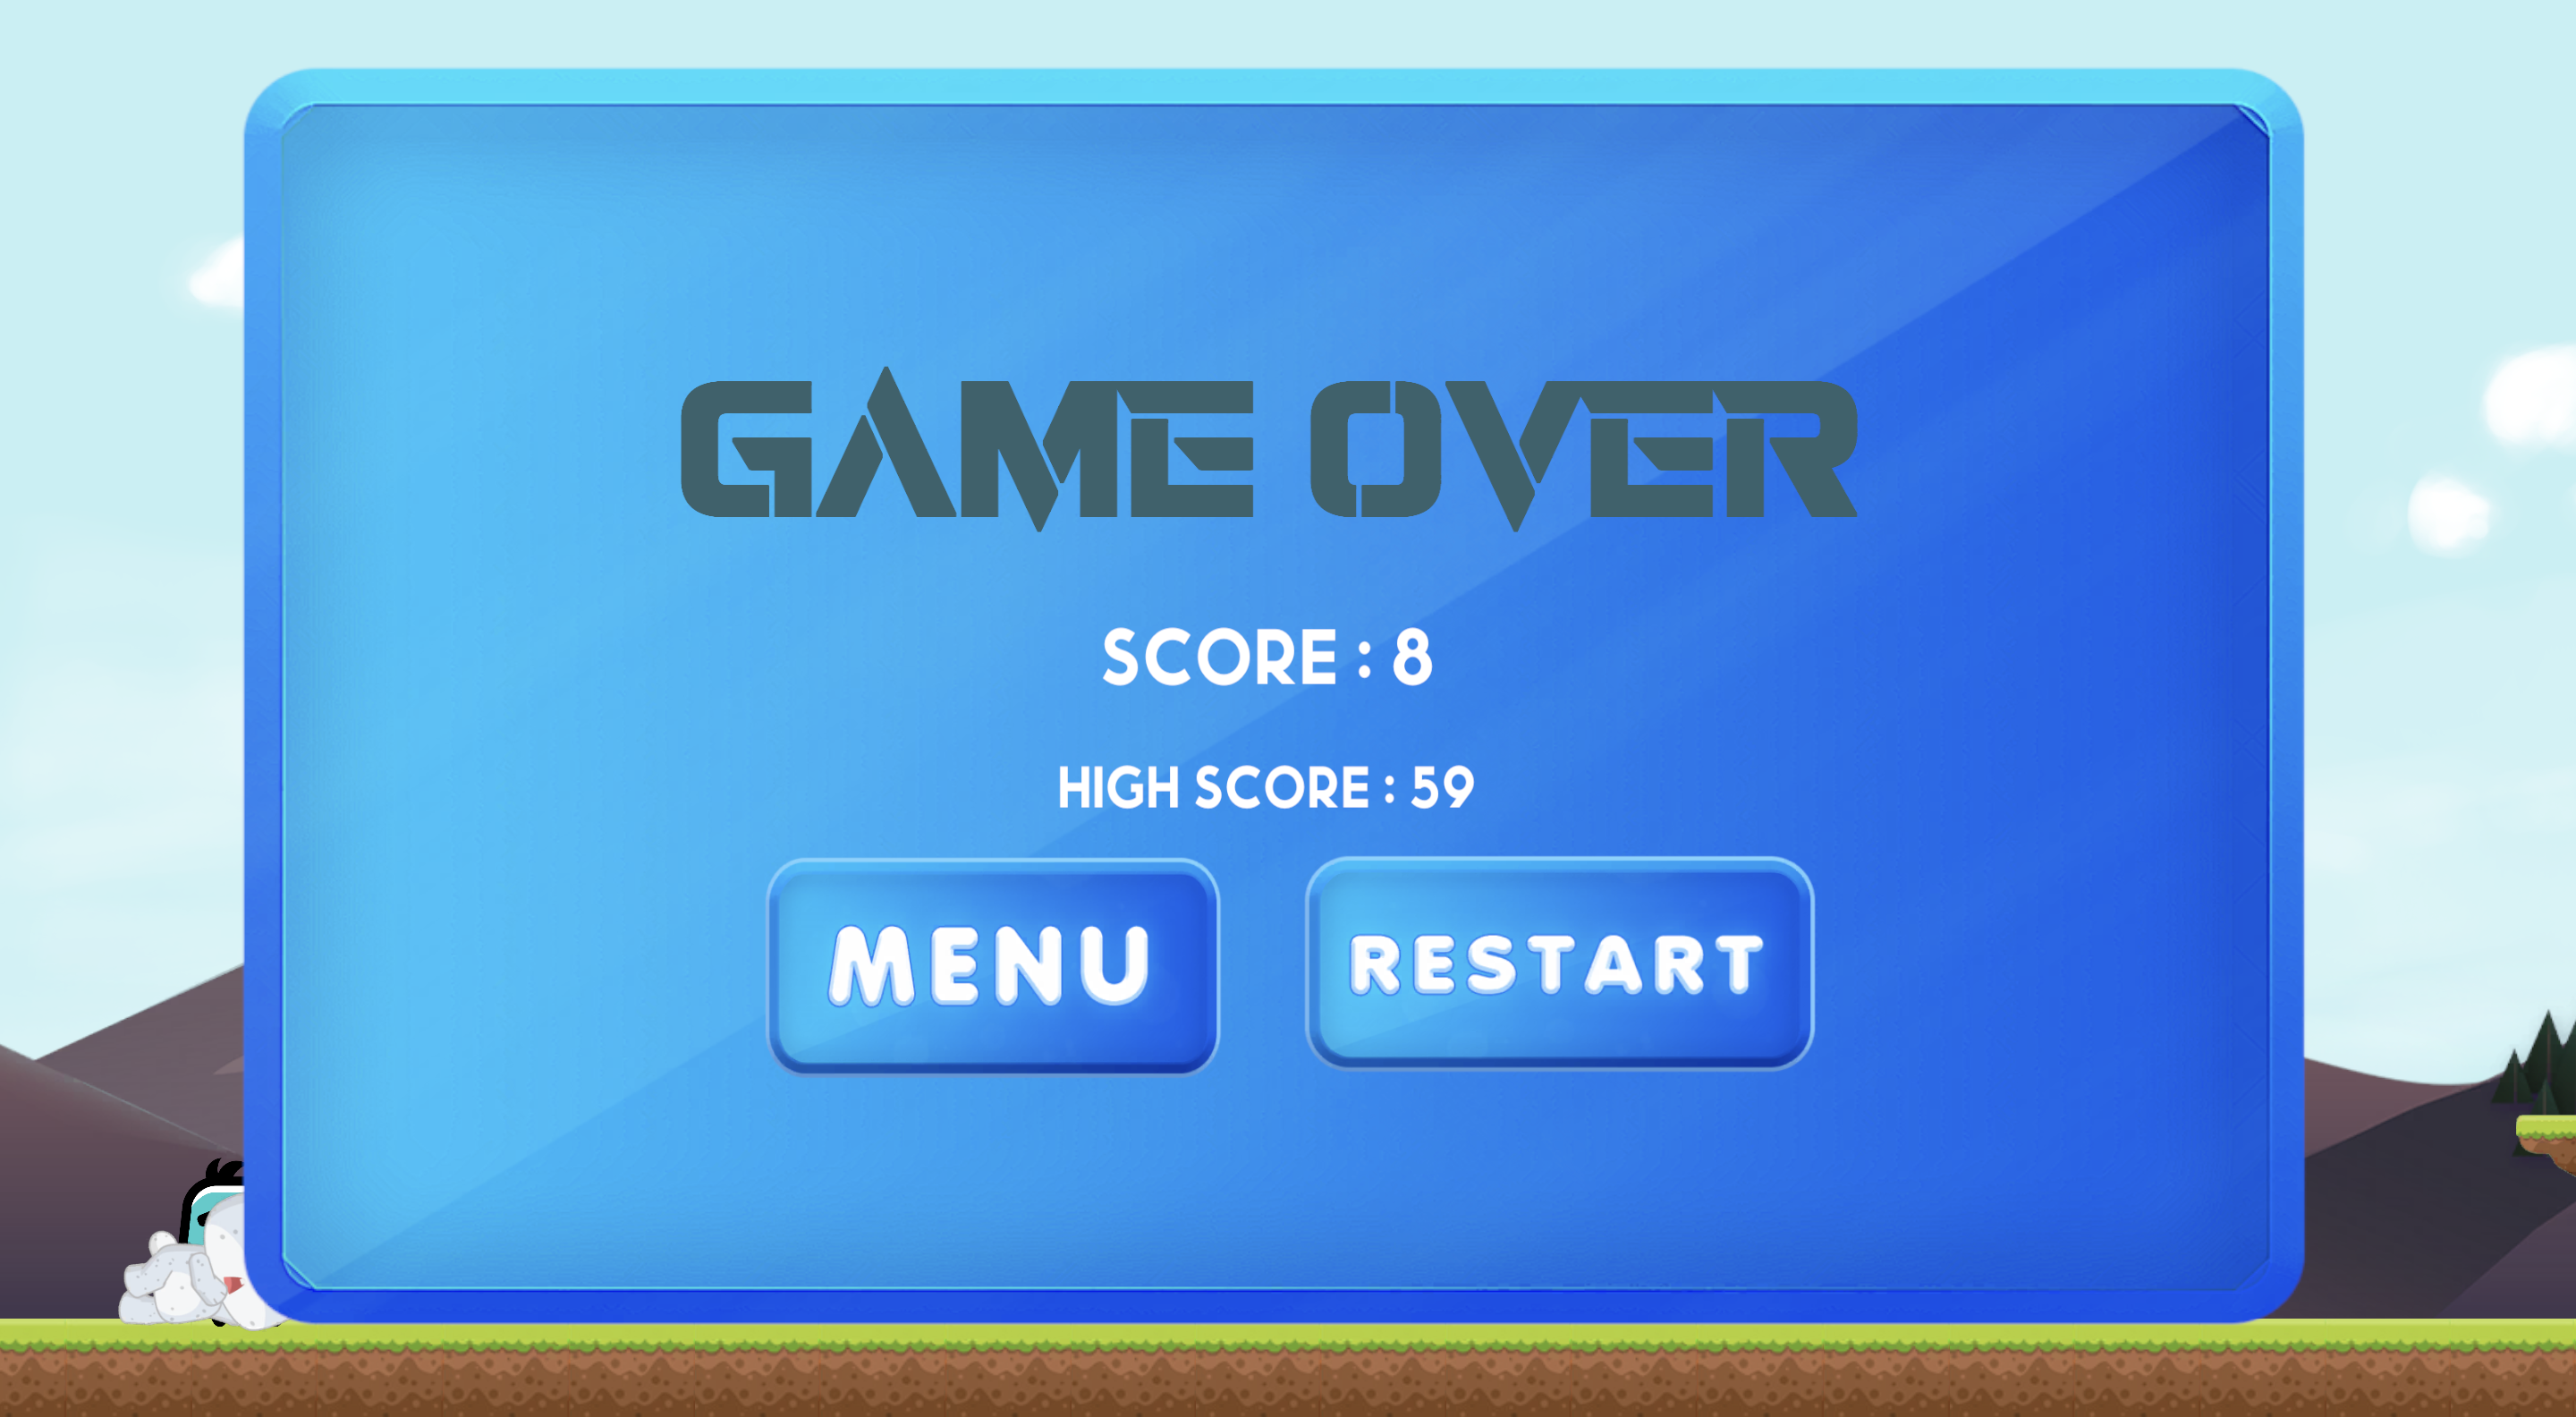 GAME OVER
SCORE : 8
HIGH SCORE : 59
MENU
RESTART